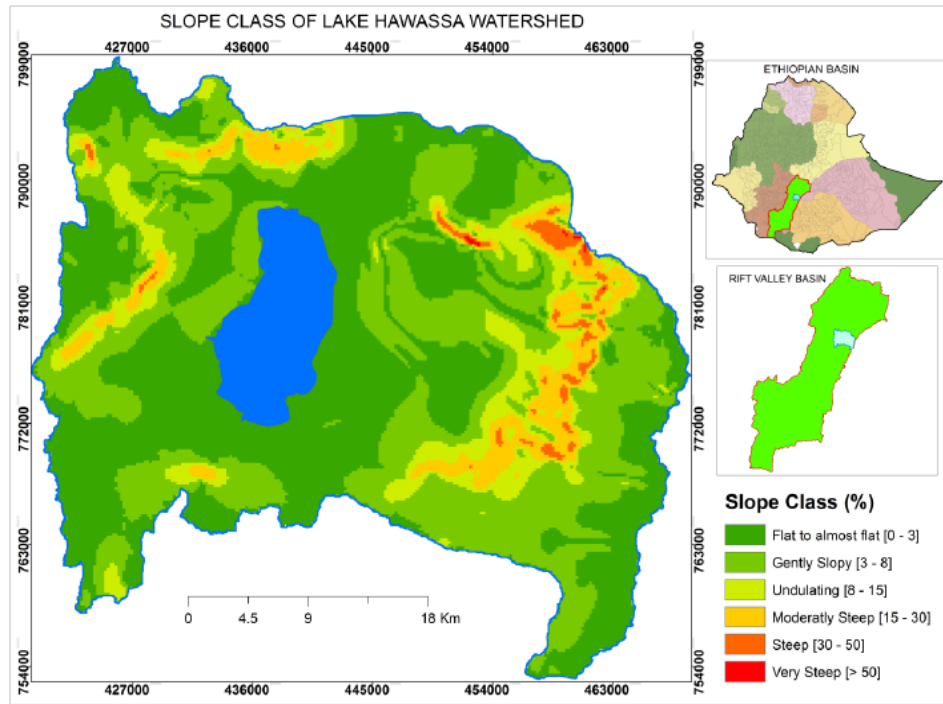 SLOPE CLASS OF LAKE HAWASSA WATERSHED
427000 436000 445000 454000 463000
799000
790000
781000
772000
763000
754000
799000
790000
781000
772000
763000
754000
0 4.5 9 18 Km
427000 436000 445000 454000 463000
ETHIOPIAN BASIN
RIFT VALLEY BASIN
Slope Class (%)
Flat to almost flat [0 - 3]
Gently Slopy [3 - 8]
Undulating [8 - 15]
Moderatly Steep [15 - 30]
Steep [30 - 50]
Very Steep [> 50]